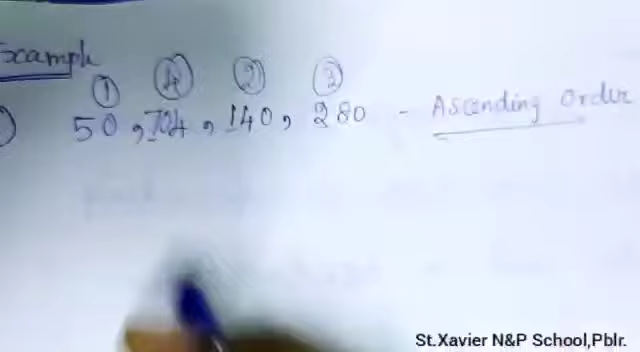 Example
① ④ ② ③
50, 704, 140, 280 - Ascending Order
St.Xavier N&P School,Pblr.